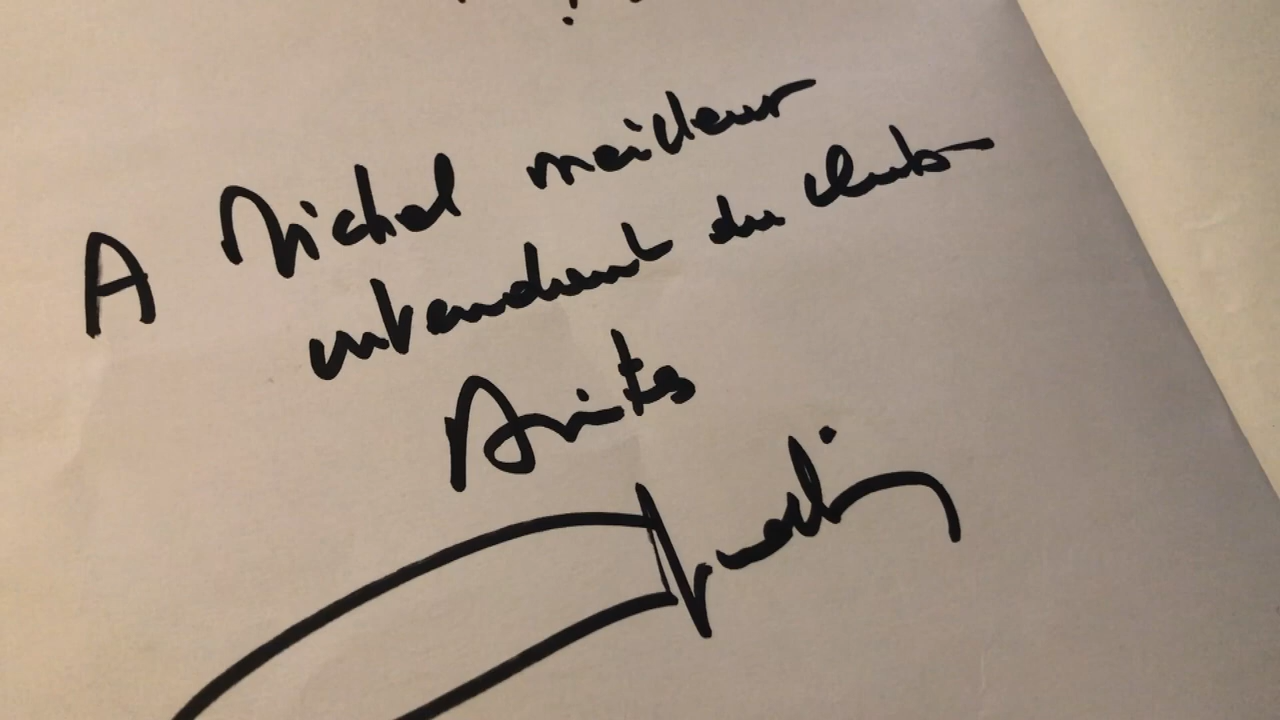 A Michel meilleur
intendant du club
Amitiés